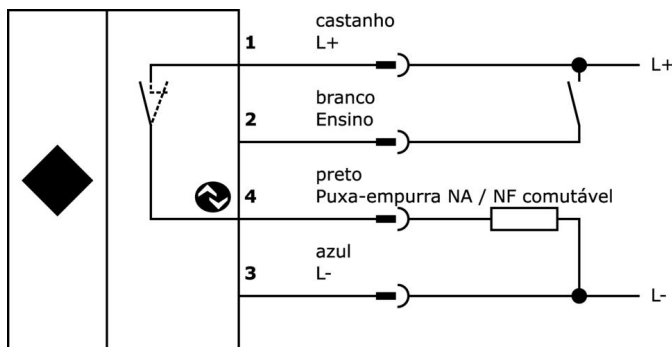 castanho
1 L+
L+
branco
2 Ensino
preto
4 Puxa-empurra NA / NF comutável
azul
3 L-
L-